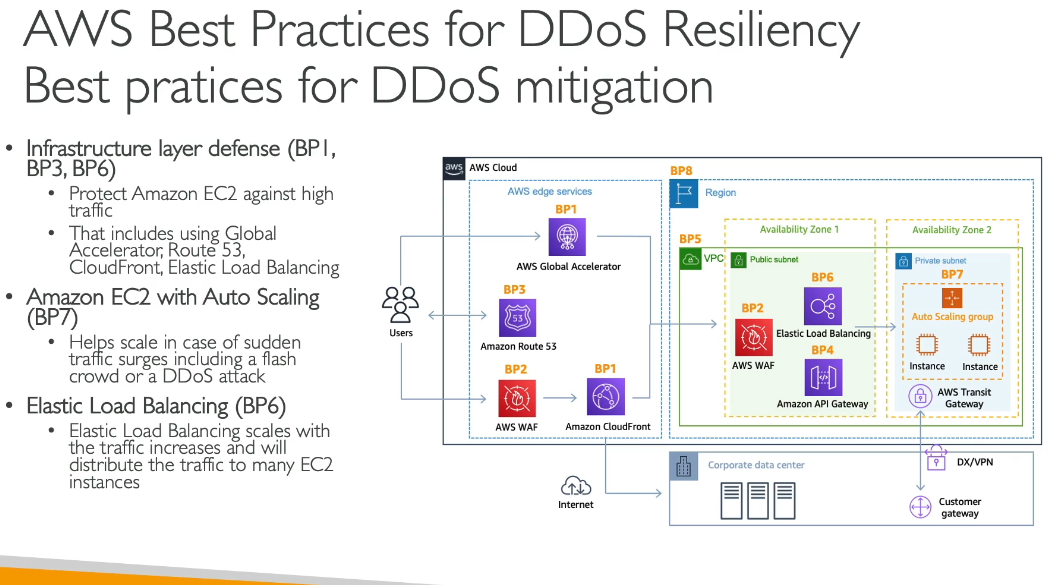 AWS Best Practices for DDoS Resiliency
Best pratices for DDoS mitigation
• Infrastructure layer defense (BP1,
BP3, BP6)
• Protect Amazon EC2 against high
traffic
• That includes using Global
Accelerator, Route 53,
CloudFront, Elastic Load Balancing
• Amazon EC2 with Auto Scaling
(BP7)
• Helps scale in case of sudden
traffic surges including a flash
crowd or a DDoS attack
• Elastic Load Balancing (BP6)
• Elastic Load Balancing scales with
the traffic increases and will
distribute the traffic to many EC2
instances
aws
AWS Cloud
AWS edge services
BP1
AWS Global Accelerator
BP3
53
Amazon Route 53
BP2
AWS WAF
BP1
Amazon CloudFront
Users
Internet
BP8
Region
Availability Zone 1
Availability Zone 2
BP5
VPC
Public subnet
BP6
Elastic Load Balancing
BP2
AWS WAF
BP4
Amazon API Gateway
Private subnet
BP7
Auto Scaling group
Instance
Instance
AWS Transit
Gateway
DX/VPN
Corporate data center
Customer
gateway